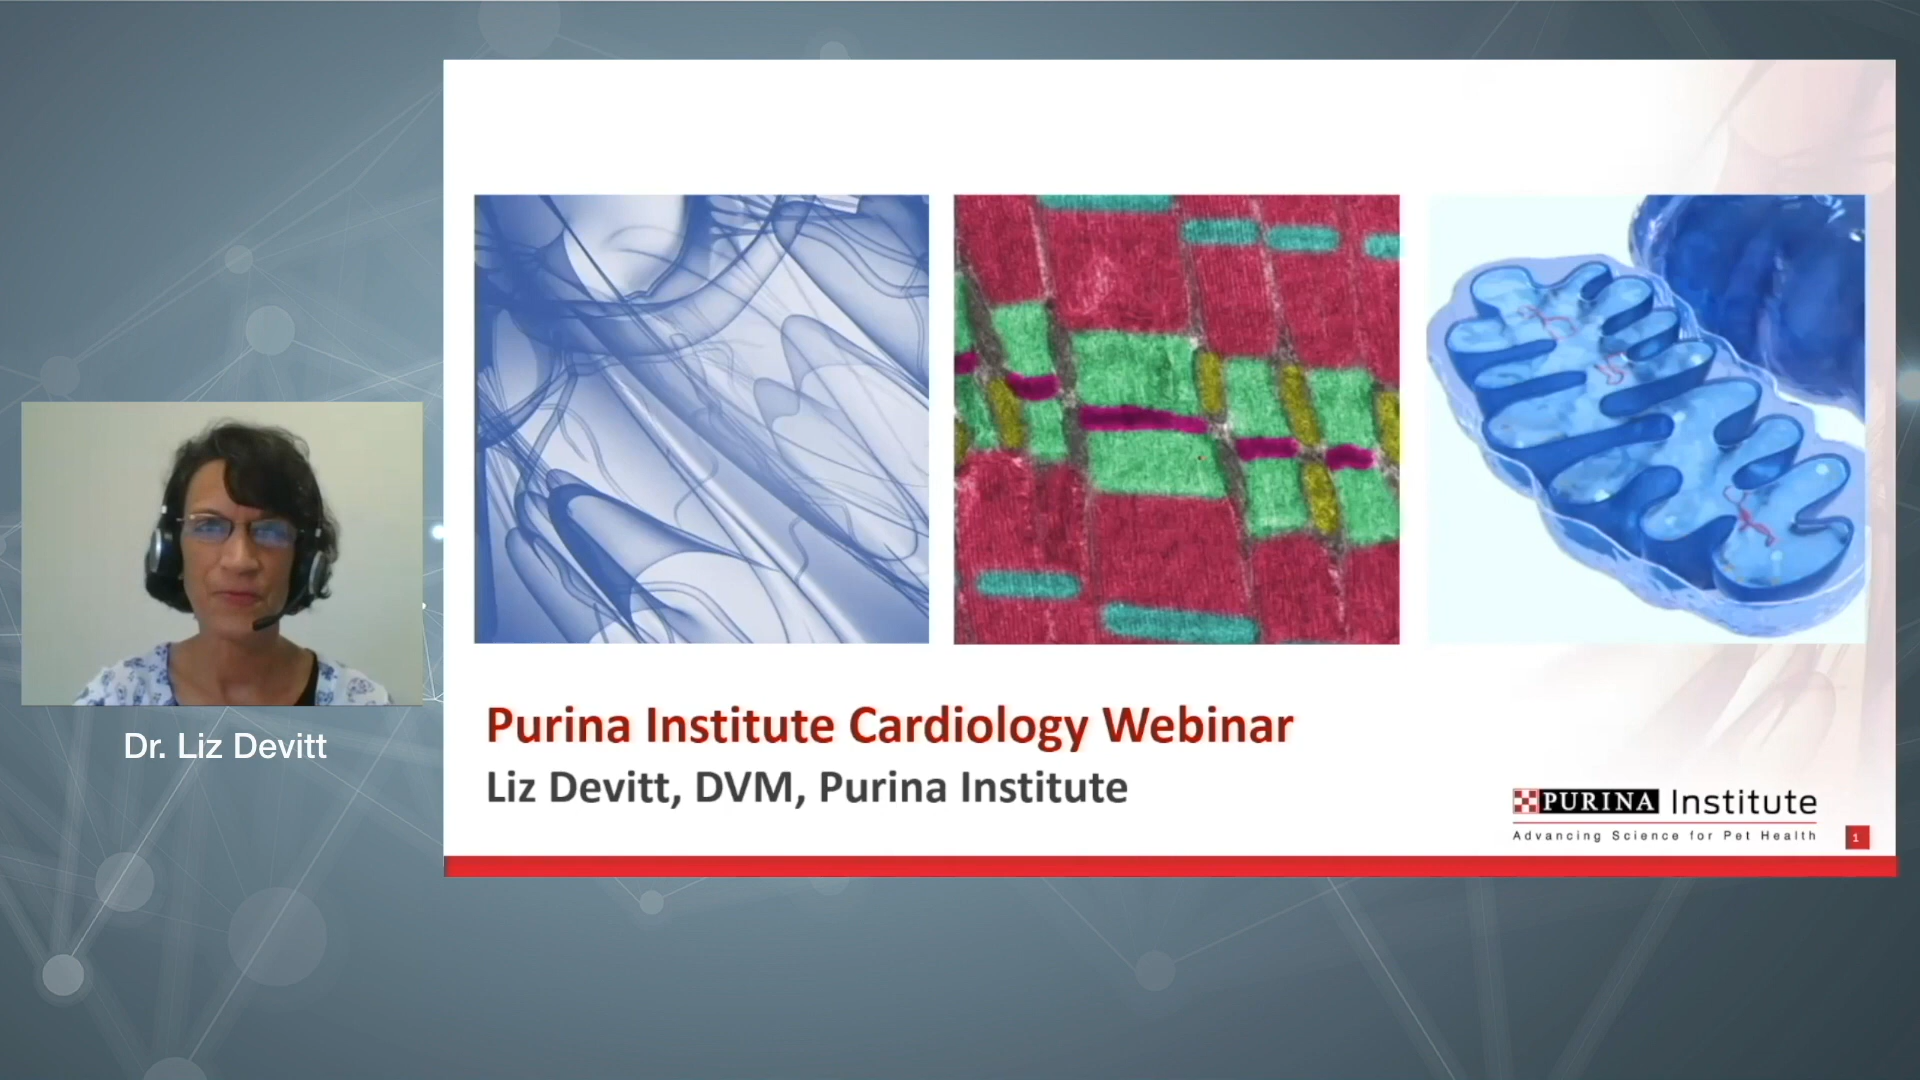 Dr. Liz Devitt
Purina Institute Cardiology Webinar
Liz Devitt, DVM, Purina Institute
PURINA Institute
Advancing Science for Pet Health
1